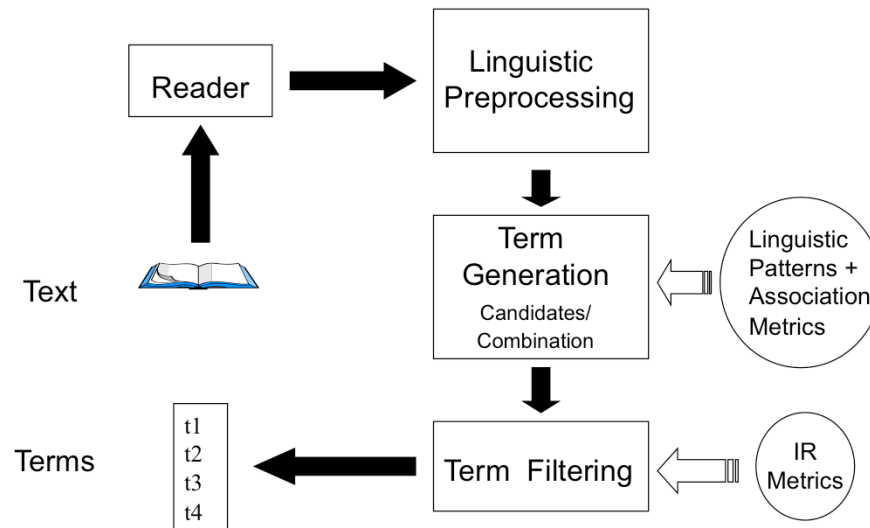 Reader
Linguistic
Preprocessing
Text
Term
Generation
Candidates/
Combination
Linguistic
Patterns +
Association
Metrics
Terms
t1
t2
t3
t4
Term Filtering
IR
Metrics